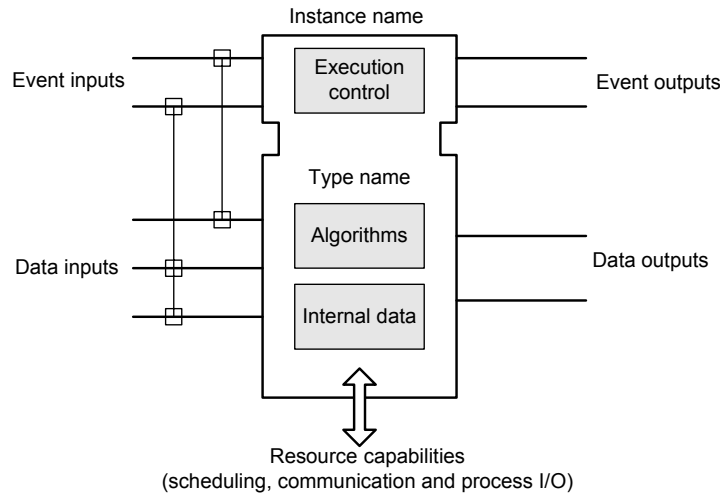 Instance name
Event inputs
Execution
control
Event outputs
Type name
Algorithms
Data inputs
Data outputs
Internal data
Resource capabilities
(scheduling, communication and process I/O)